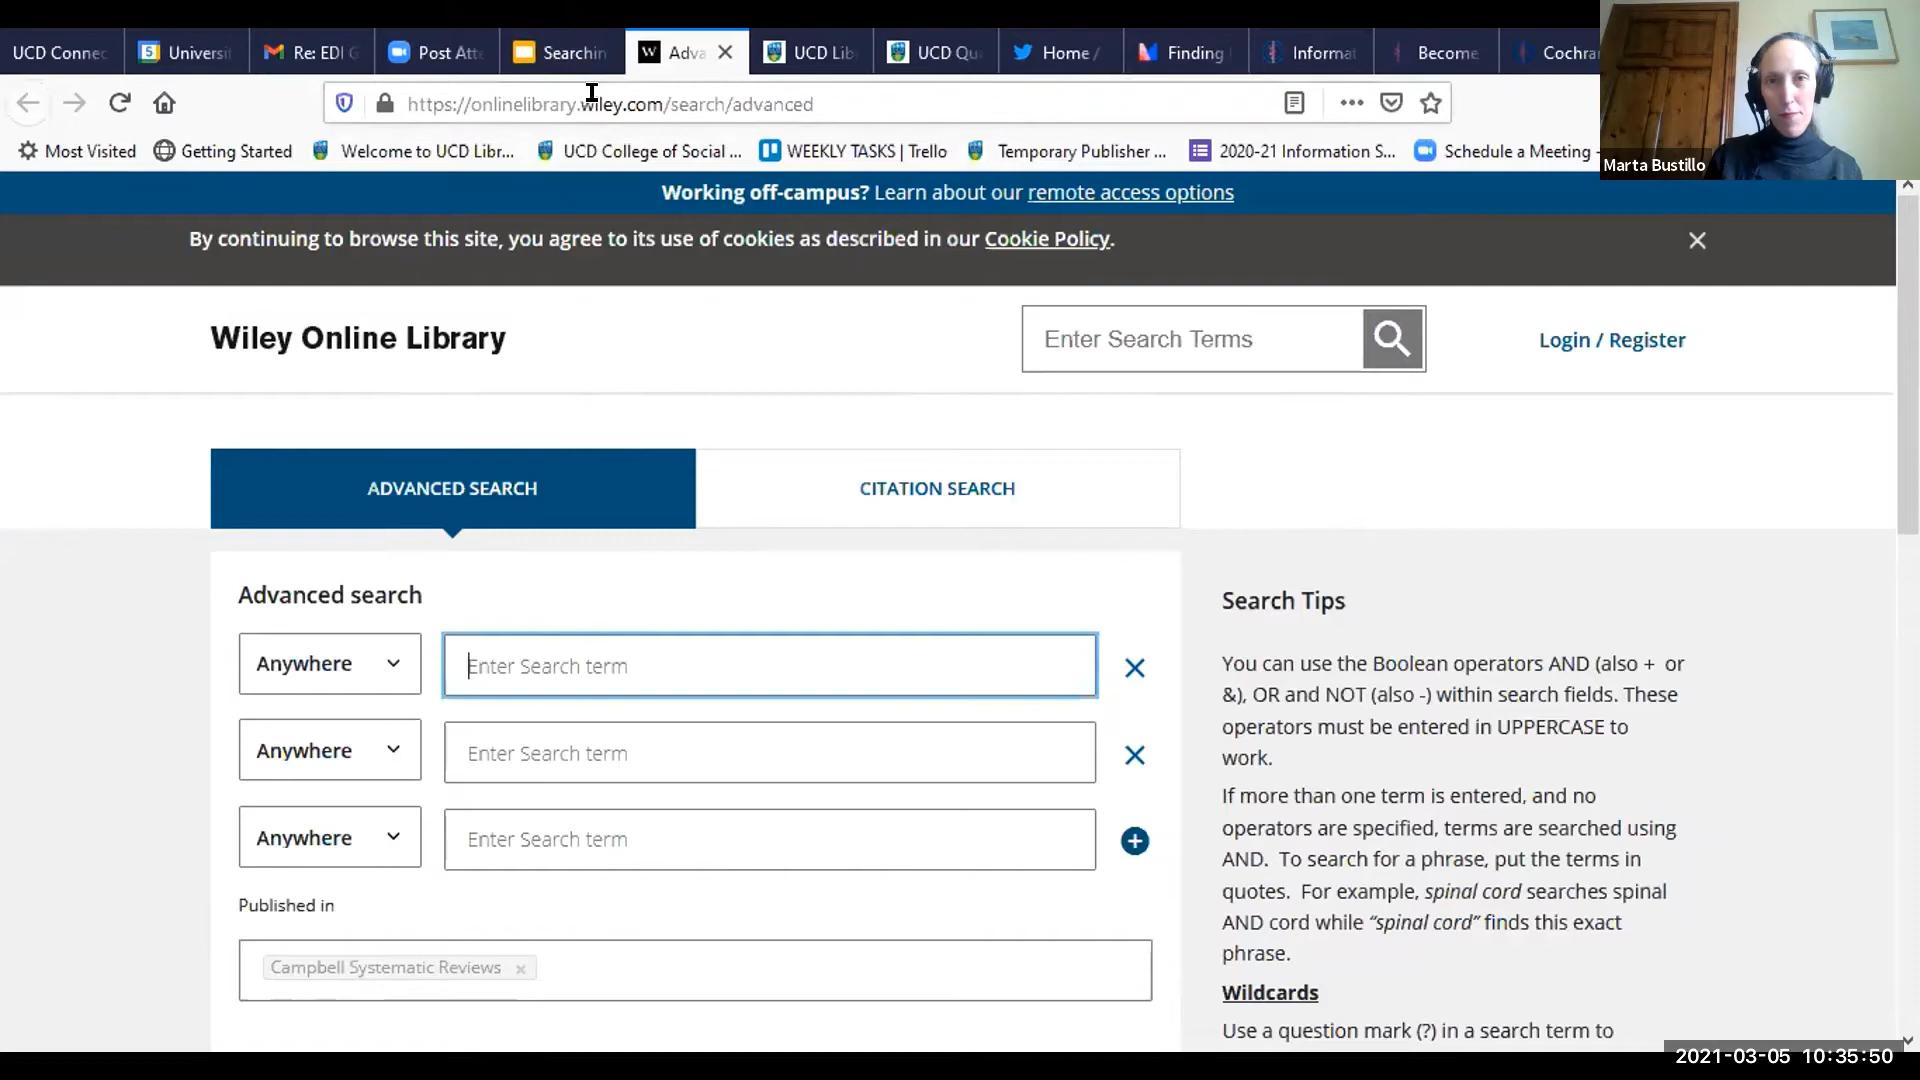 UCD Connec
Universi
Re: EDI G
Post Atte
Searchin
Adva
UCD Lib
UCD Qu
Home /
Finding
Informat
Become
Cochra
https://onlinelibrary.wiley.com/search/advanced
Most Visited
Getting Started
Welcome to UCD Libr...
UCD College of Social ...
WEEKLY TASKS | Trello
Temporary Publisher ...
2020-21 Information S...
Schedule a Meeting -
Marta Bustillo
Working off-campus? Learn about our remote access options
By continuing to browse this site, you agree to its use of cookies as described in our Cookie Policy.
Wiley Online Library
Enter Search Terms
Login / Register
ADVANCED SEARCH
CITATION SEARCH
Advanced search
Anywhere
Enter Search term
Anywhere
Enter Search term
Anywhere
Enter Search term
Published in
Campbell Systematic Reviews ×
Search Tips
You can use the Boolean operators AND (also + or
&), OR and NOT (also -) within search fields. These
operators must be entered in UPPERCASE to
work.
If more than one term is entered, and no
operators are specified, terms are searched using
AND. To search for a phrase, put the terms in
quotes. For example, spinal cord searches spinal
AND cord while “spinal cord” finds this exact
phrase.
Wildcards
Use a question mark (?) in a search term to
2021-03-05 10:35:50